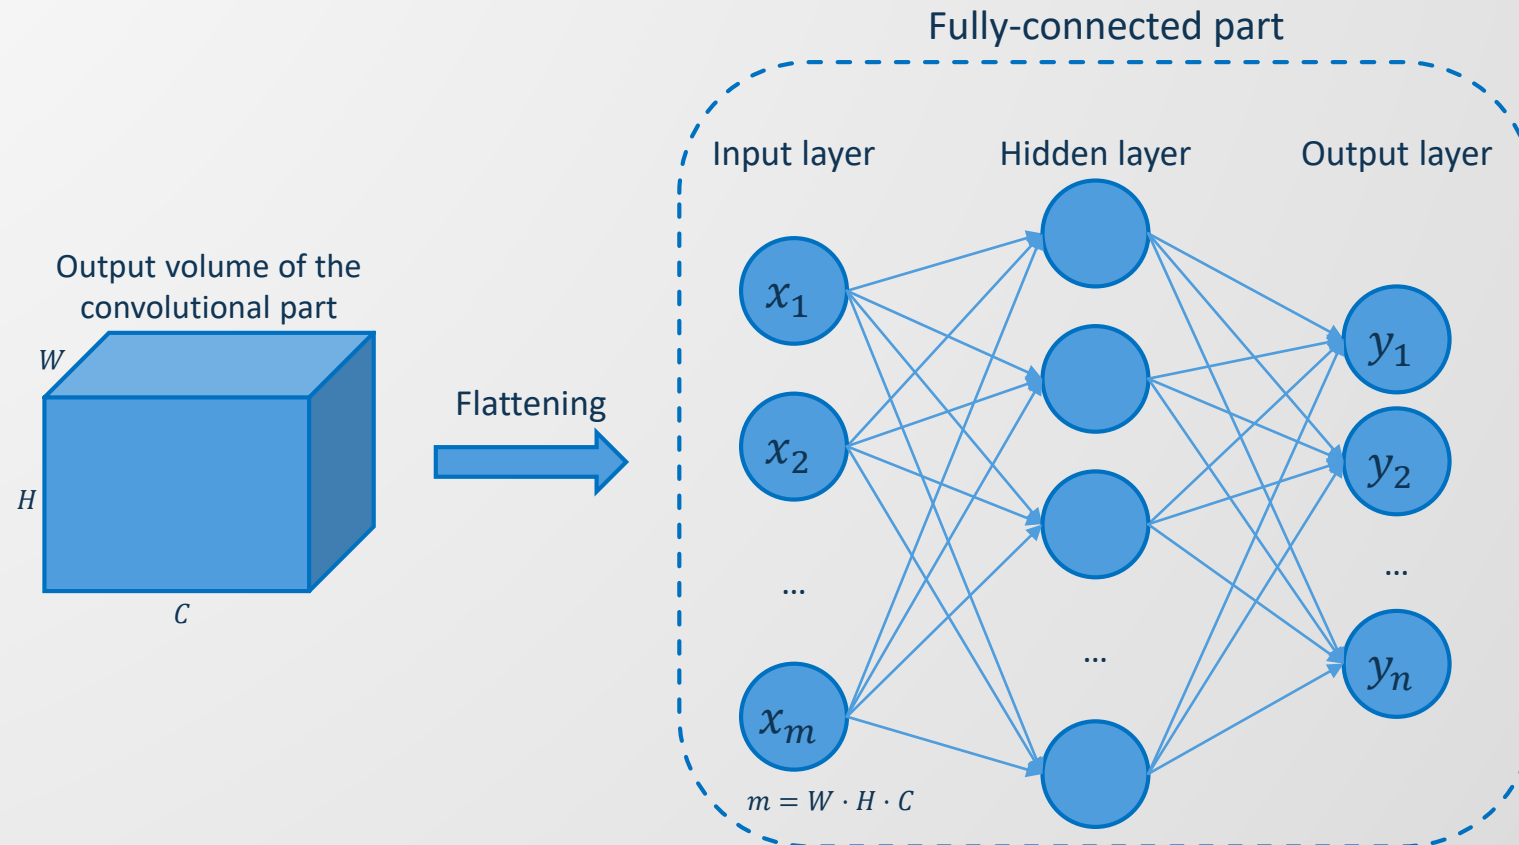 Fully-connected part
Input layer
Hidden layer
Output layer
Output volume of the
convolutional part
W
H
C
Flattening
x₁
x₂
...
xₘ
m = W · H · C
...
y₁
y₂
...
yₙ